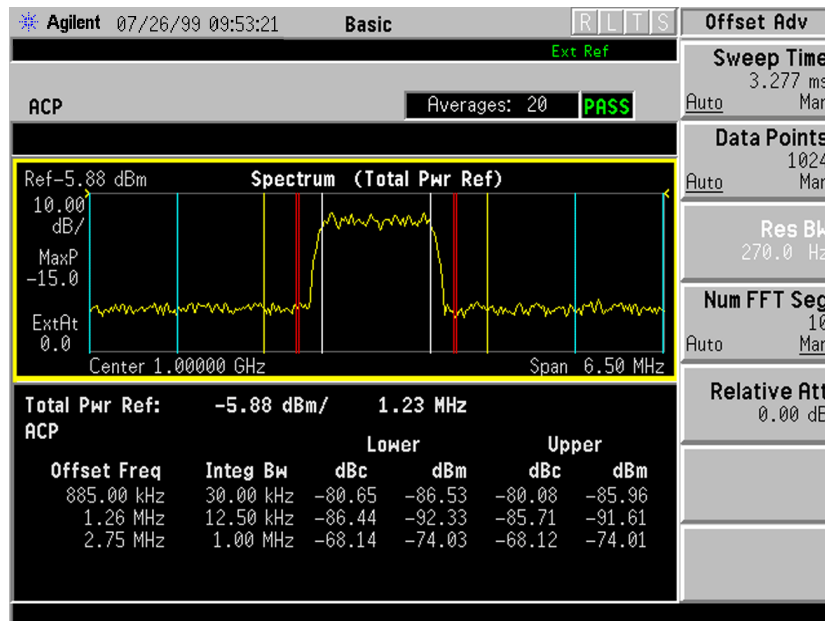 Agilent 07/26/99 09:53:21 Basic R L T S Offset Adv
Ext Ref
Sweep Time
3.277 ms
Auto Man
ACP Averages: 20 PASS
Data Points
1024
Auto Man
Ref-5.88 dBm Spectrum (Total Pwr Ref)
10.00
dB/
MaxP
-15.0
ExtAt
0.0
Center 1.00000 GHz Span 6.50 MHz
Res BW
270.0 Hz
Num FFT Seg
10
Auto Man
Relative Att
0.00 dB
Total Pwr Ref: -5.88 dBm/ 1.23 MHz
ACP
Lower Upper
Offset Freq Integ Bw dBc dBm dBc dBm
885.00 kHz 30.00 kHz -80.65 -86.53 -80.08 -85.96
1.26 MHz 12.50 kHz -86.44 -92.33 -85.71 -91.61
2.75 MHz 1.00 MHz -68.14 -74.03 -68.12 -74.01